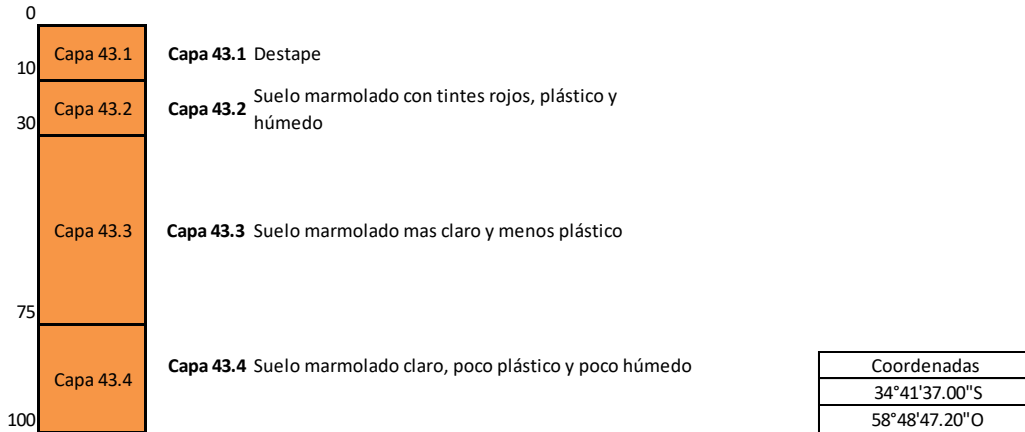 0
Capa 43.1
Capa 43.1 Destape
10
Capa 43.2
Capa 43.2 Suelo marmolado con tintes rojos, plástico y
húmedo
30
Capa 43.3
Capa 43.3 Suelo marmolado mas claro y menos plástico
75
Capa 43.4
Capa 43.4 Suelo marmolado claro, poco plástico y poco húmedo
100
Coordenadas
34°41'37.00"S
58°48'47.20"O